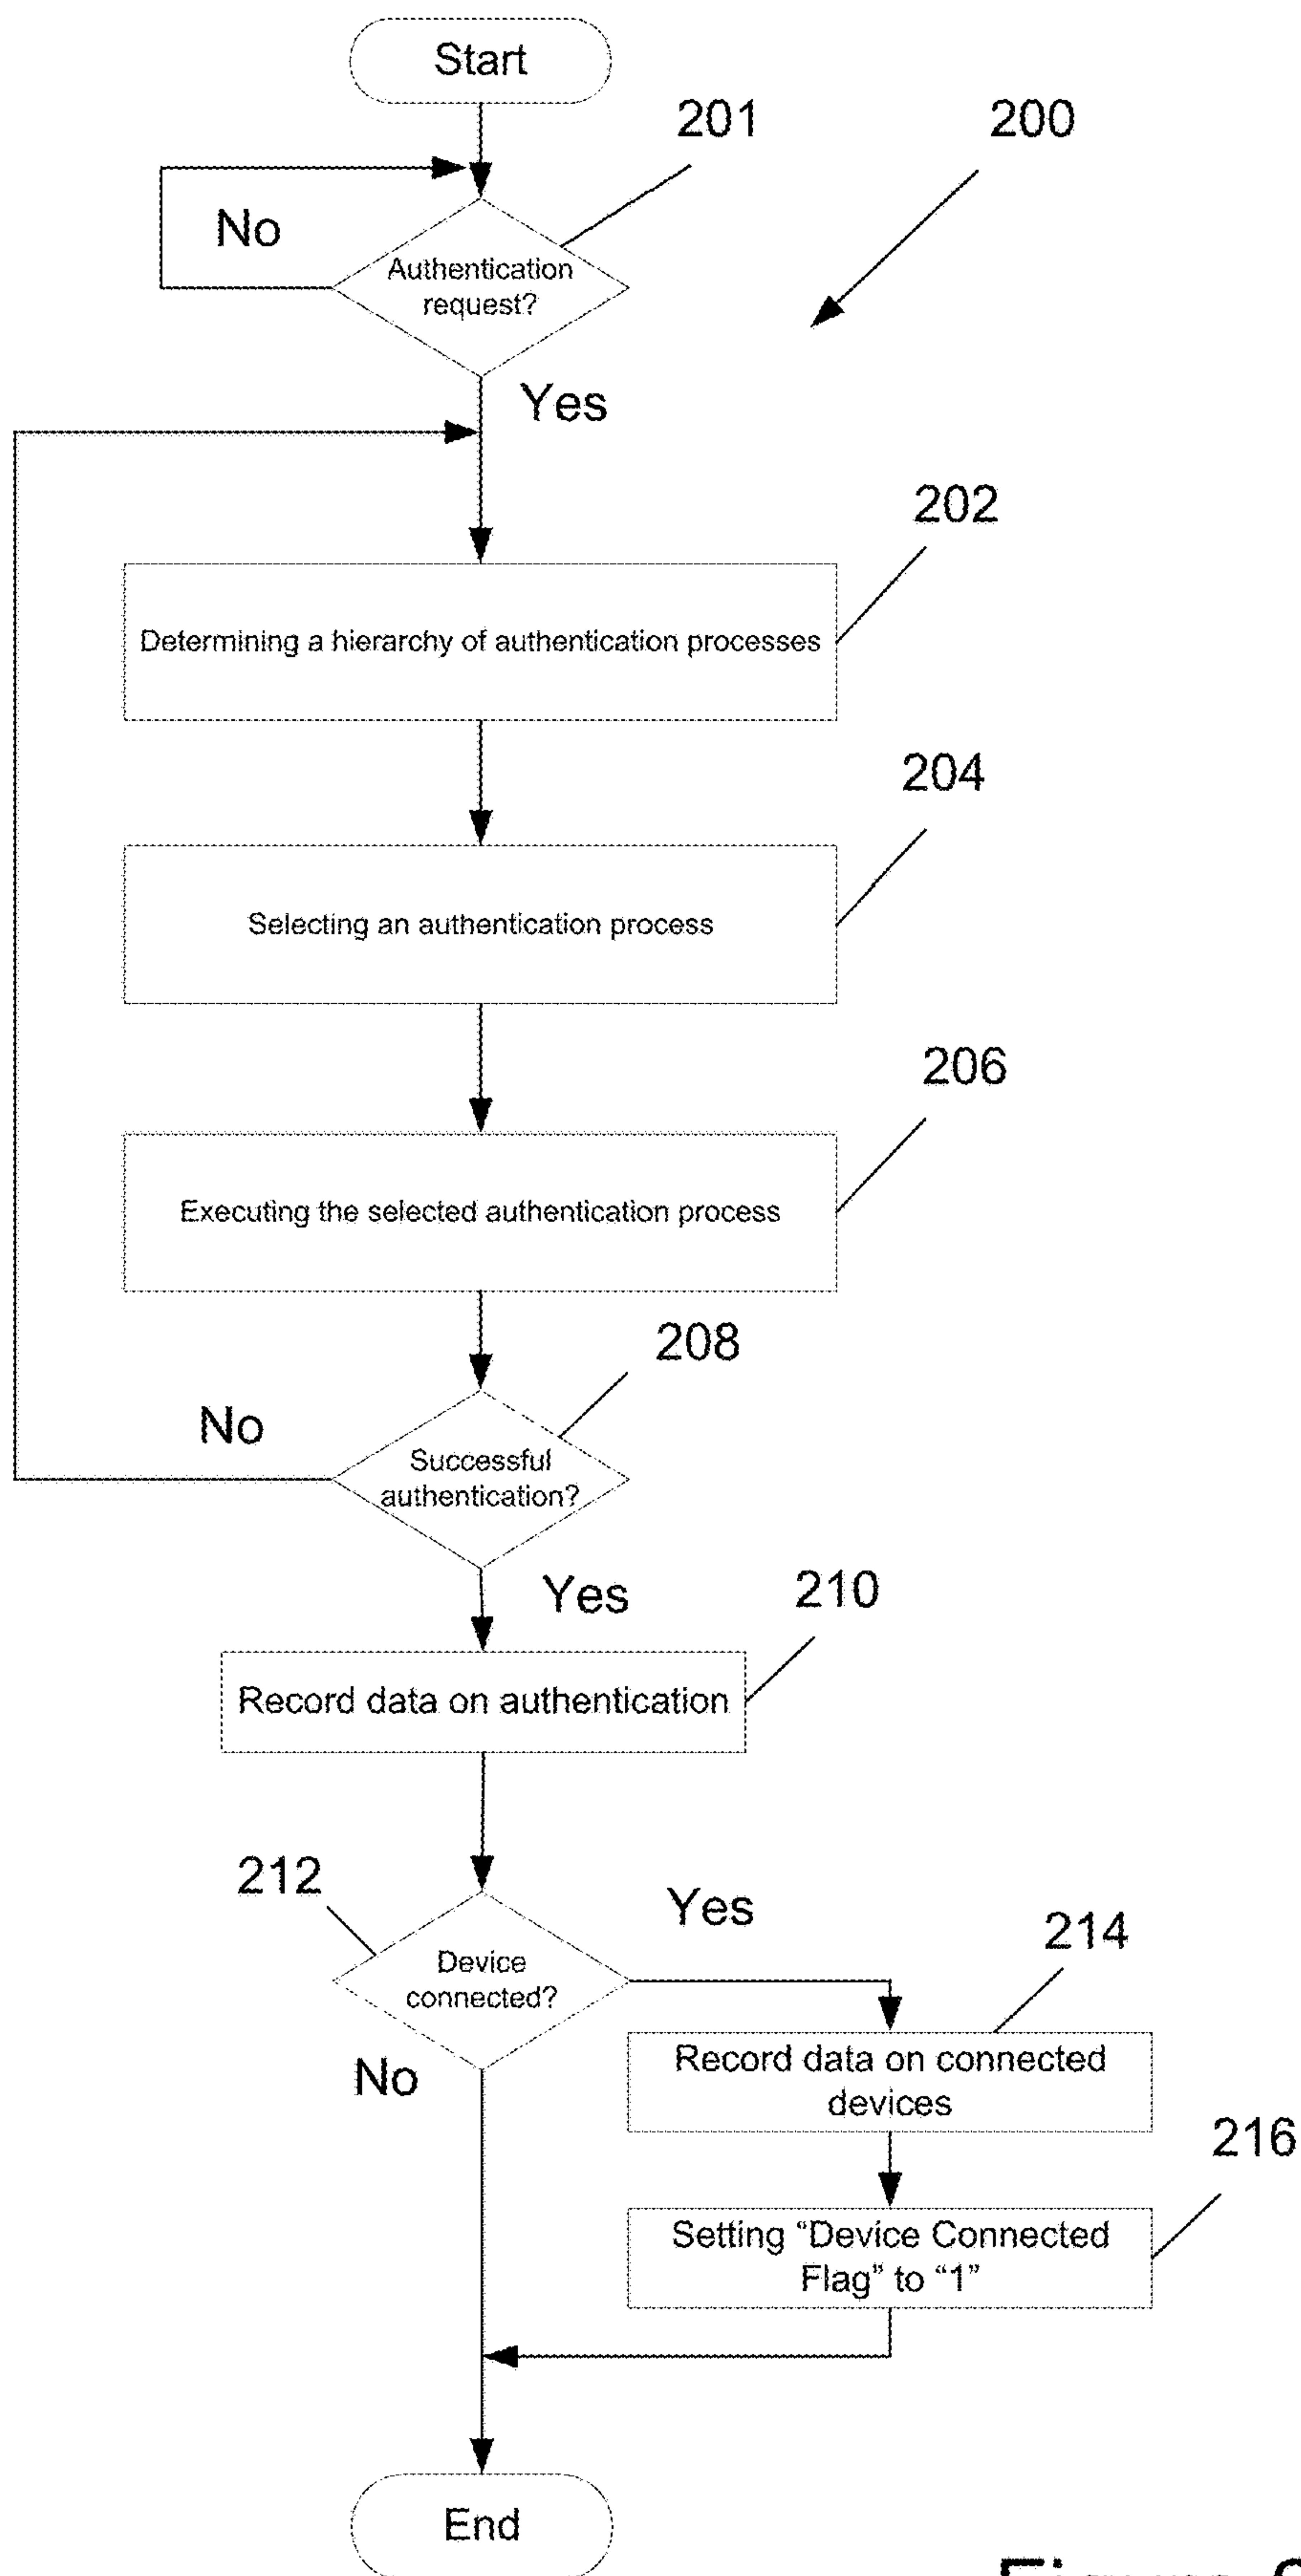 Start
201
200
No
Authentication
request?
Yes
202
Determining a hierarchy of authentication processes
204
Selecting an authentication process
206
Executing the selected authentication process
208
No
Successful
authentication?
Yes
210
Record data on authentication
212
Yes
Device
connected?
214
No
Record data on connected
devices
216
Setting “Device Connected
Flag” to “1”
End